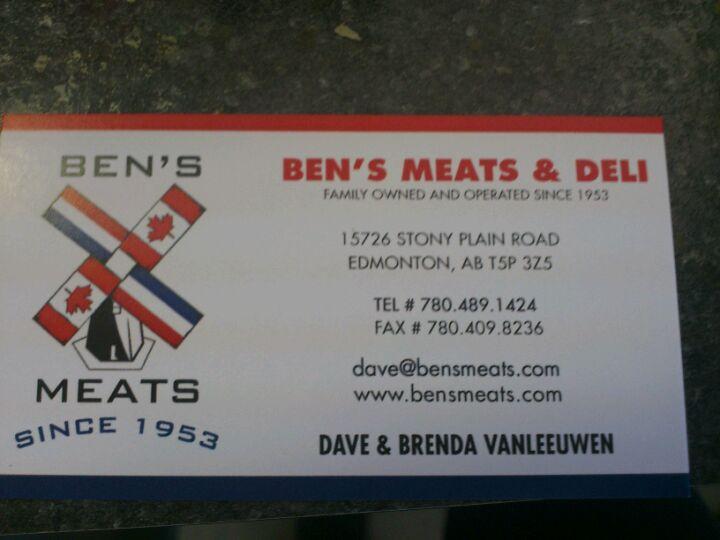 BEN'S
MEATS
SINCE 1953
BEN'S MEATS & DELI
FAMILY OWNED AND OPERATED SINCE 1953
15726 STONY PLAIN ROAD
EDMONTON, AB T5P 3Z5
TEL # 780.489.1424
FAX # 780.409.8236
dave@bensmeats.com
www.bensmeats.com
DAVE & BRENDA VANLEEUWEN